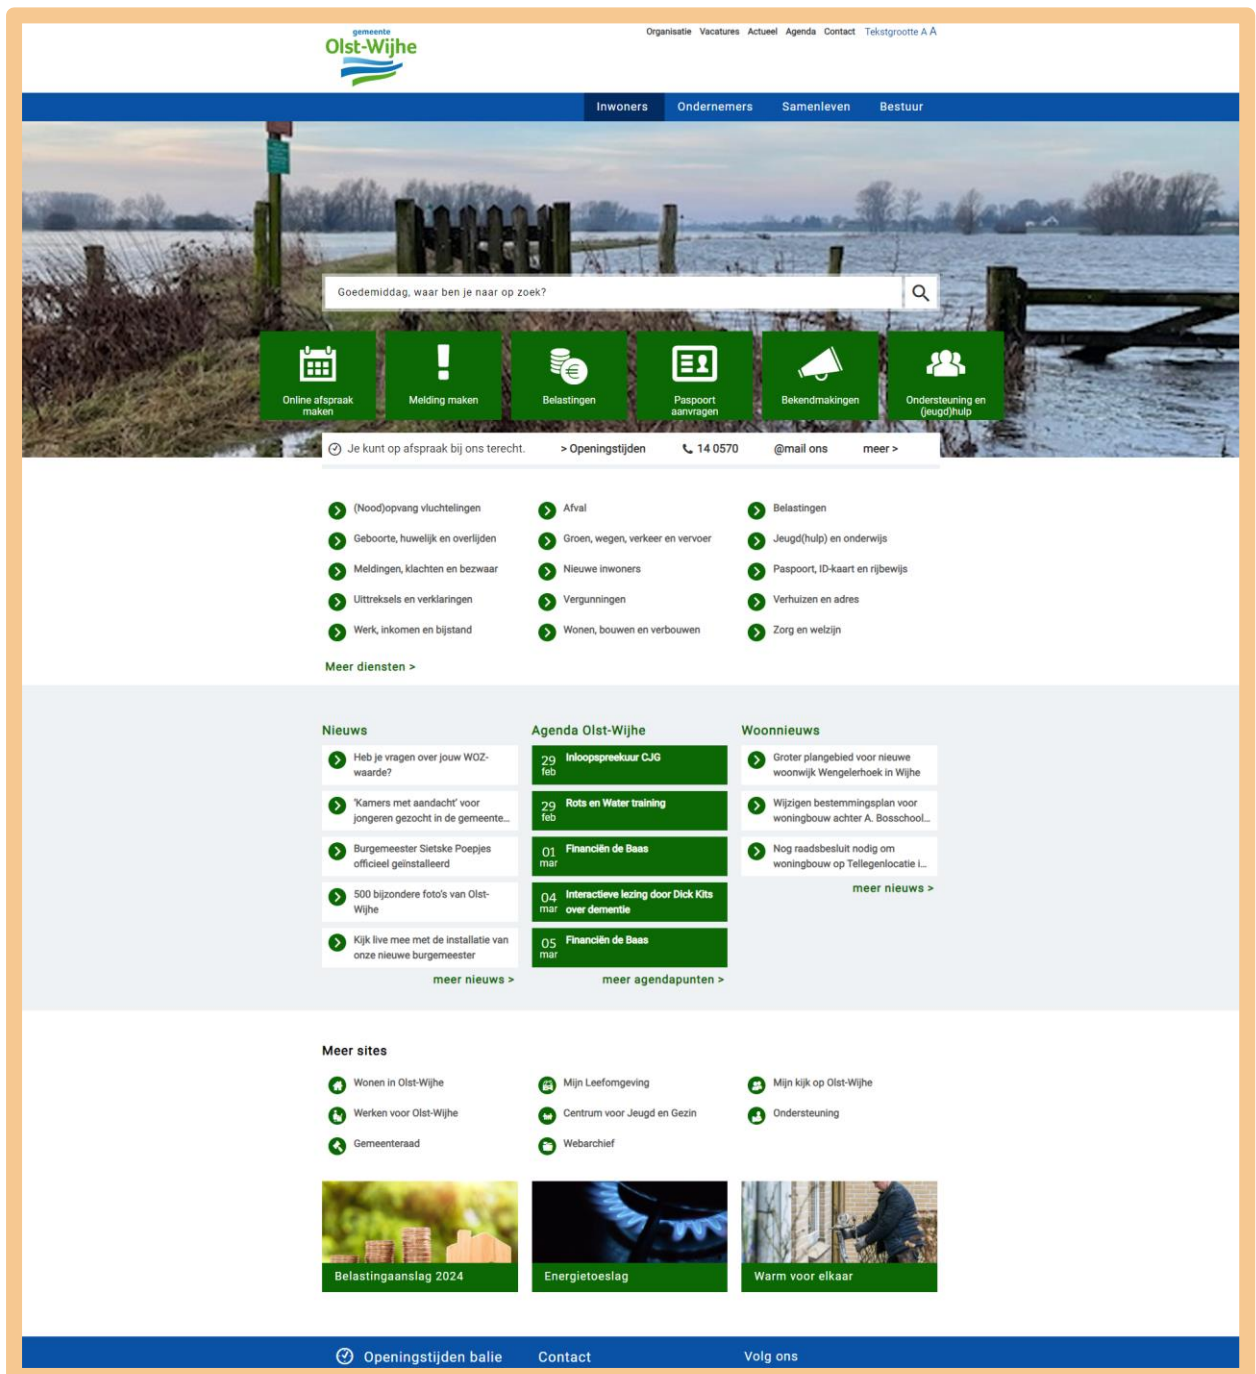 gemeente
Olst-Wijhe
Organisatie Vacatures Actueel Agenda Contact Tekstgrootte A A
Inwoners Ondernemers Samenleven Bestuur
Goedemiddag, waar ben je naar op zoek?
Online afspraak
maken
Melding maken
Belastingen
Paspoort
aanvragen
Bekendmakingen
Ondersteuning en
(jeugd)hulp
Je kunt op afspraak bij ons terecht. > Openingstijden 14 0570 @mail ons meer >
(Nood)opvang vluchtelingen Afval Belastingen
Geboorte, huwelijk en overlijden Groen, wegen, verkeer en vervoer Jeugd(hulp) en onderwijs
Meldingen, klachten en bezwaar Nieuwe inwoners Paspoort, ID-kaart en rijbewijs
Uittreksels en verklaringen Vergunningen Verhuizen en adres
Werk, inkomen en bijstand Wonen, bouwen en verbouwen Zorg en welzijn
Meer diensten >
Nieuws
Heb je vragen over jouw WOZ-
waarde?
'Kamers met aandacht' voor
jongeren gezocht in de gemeente...
Burgemeester Sietske Poepjes
officieel geïnstalleerd
500 bijzondere foto's van Olst-
Wijhe
Kijk live mee met de installatie van
onze nieuwe burgemeester
meer nieuws >
Agenda Olst-Wijhe
29 feb Inloopspreekuur CJG
29 feb Rots en Water training
01 mar Financiën de Baas
04 mar Interactieve lezing door Dick Kits
over dementie
05 mar Financiën de Baas
meer agendapunten >
Woonnieuws
Groter plangebied voor nieuwe
woonwijk Wengelerhoek in Wijhe
Wijzigen bestemmingsplan voor
woningbouw achter A. Bosschool...
Nog raadsbesluit nodig om
woningbouw op Tellegenlocatie i...
meer nieuws >
Meer sites
Wonen in Olst-Wijhe Mijn Leefomgeving Mijn kijk op Olst-Wijhe
Werken voor Olst-Wijhe Centrum voor Jeugd en Gezin Ondersteuning
Gemeenteraad Webarchief
Belastingaanslag 2024 Energietoeslag Warm voor elkaar
Openingstijden balie Contact Volg ons